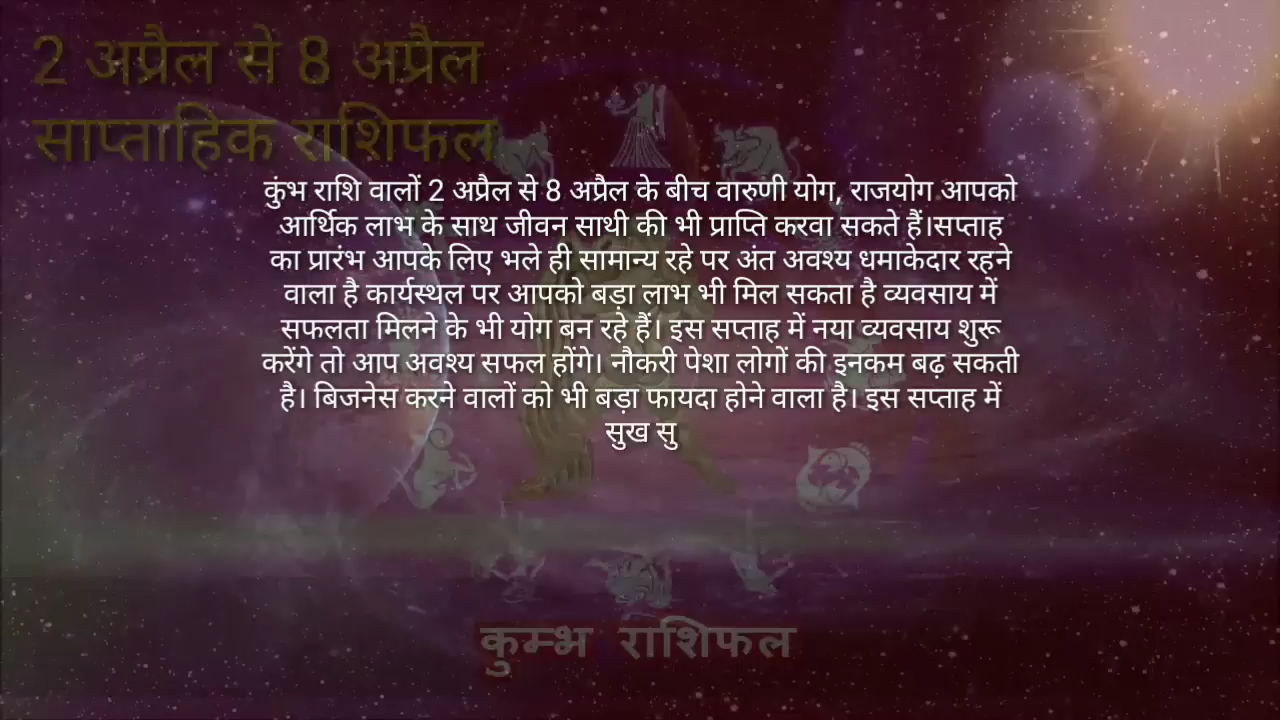 2 अप्रैल से 8 अप्रैल
साप्ताहिक राशिफल
कुंभ राशि वालों 2 अप्रैल से 8 अप्रैल के बीच वारुणी योग, राजयोग आपको
आर्थिक लाभ के साथ जीवन साथी की भी प्राप्ति करवा सकते हैं।सप्ताह
का प्रारंभ आपके लिए भले ही सामान्य रहे पर अंत अवश्य धमाकेदार रहने
वाला है कार्यस्थल पर आपको बड़ा लाभ भी मिल सकता है व्यवसाय में
सफलता मिलने के भी योग बन रहे हैं। इस सप्ताह में नया व्यवसाय शुरू
करेंगे तो आप अवश्य सफल होंगे। नौकरी पेशा लोगों की इनकम बढ़ सकती
है। बिजनेस करने वालों को भी बड़ा फायदा होने वाला है। इस सप्ताह में
सुख सु
कुम्भ राशिफल